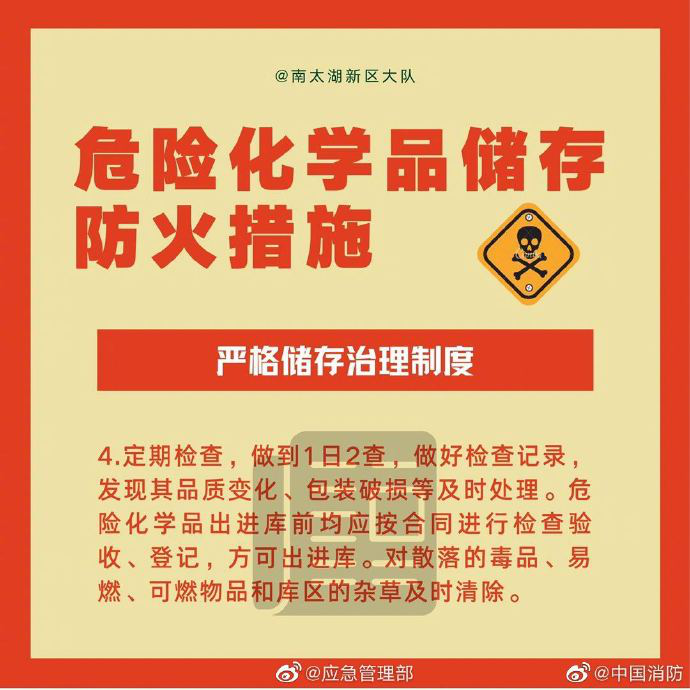 @南太湖新区大队
危险化学品储存
防火措施
严格储存治理制度
4.定期检查，做到1日2查，做好检查记录，
发现其品质变化、包装破损等及时处理。危
险化学品出进库前均应按合同进行检查验
收、登记，方可出进库。对散落的毒品、易
燃、可燃物品和库区的杂草及时清除。
@应急管理部
@中国消防